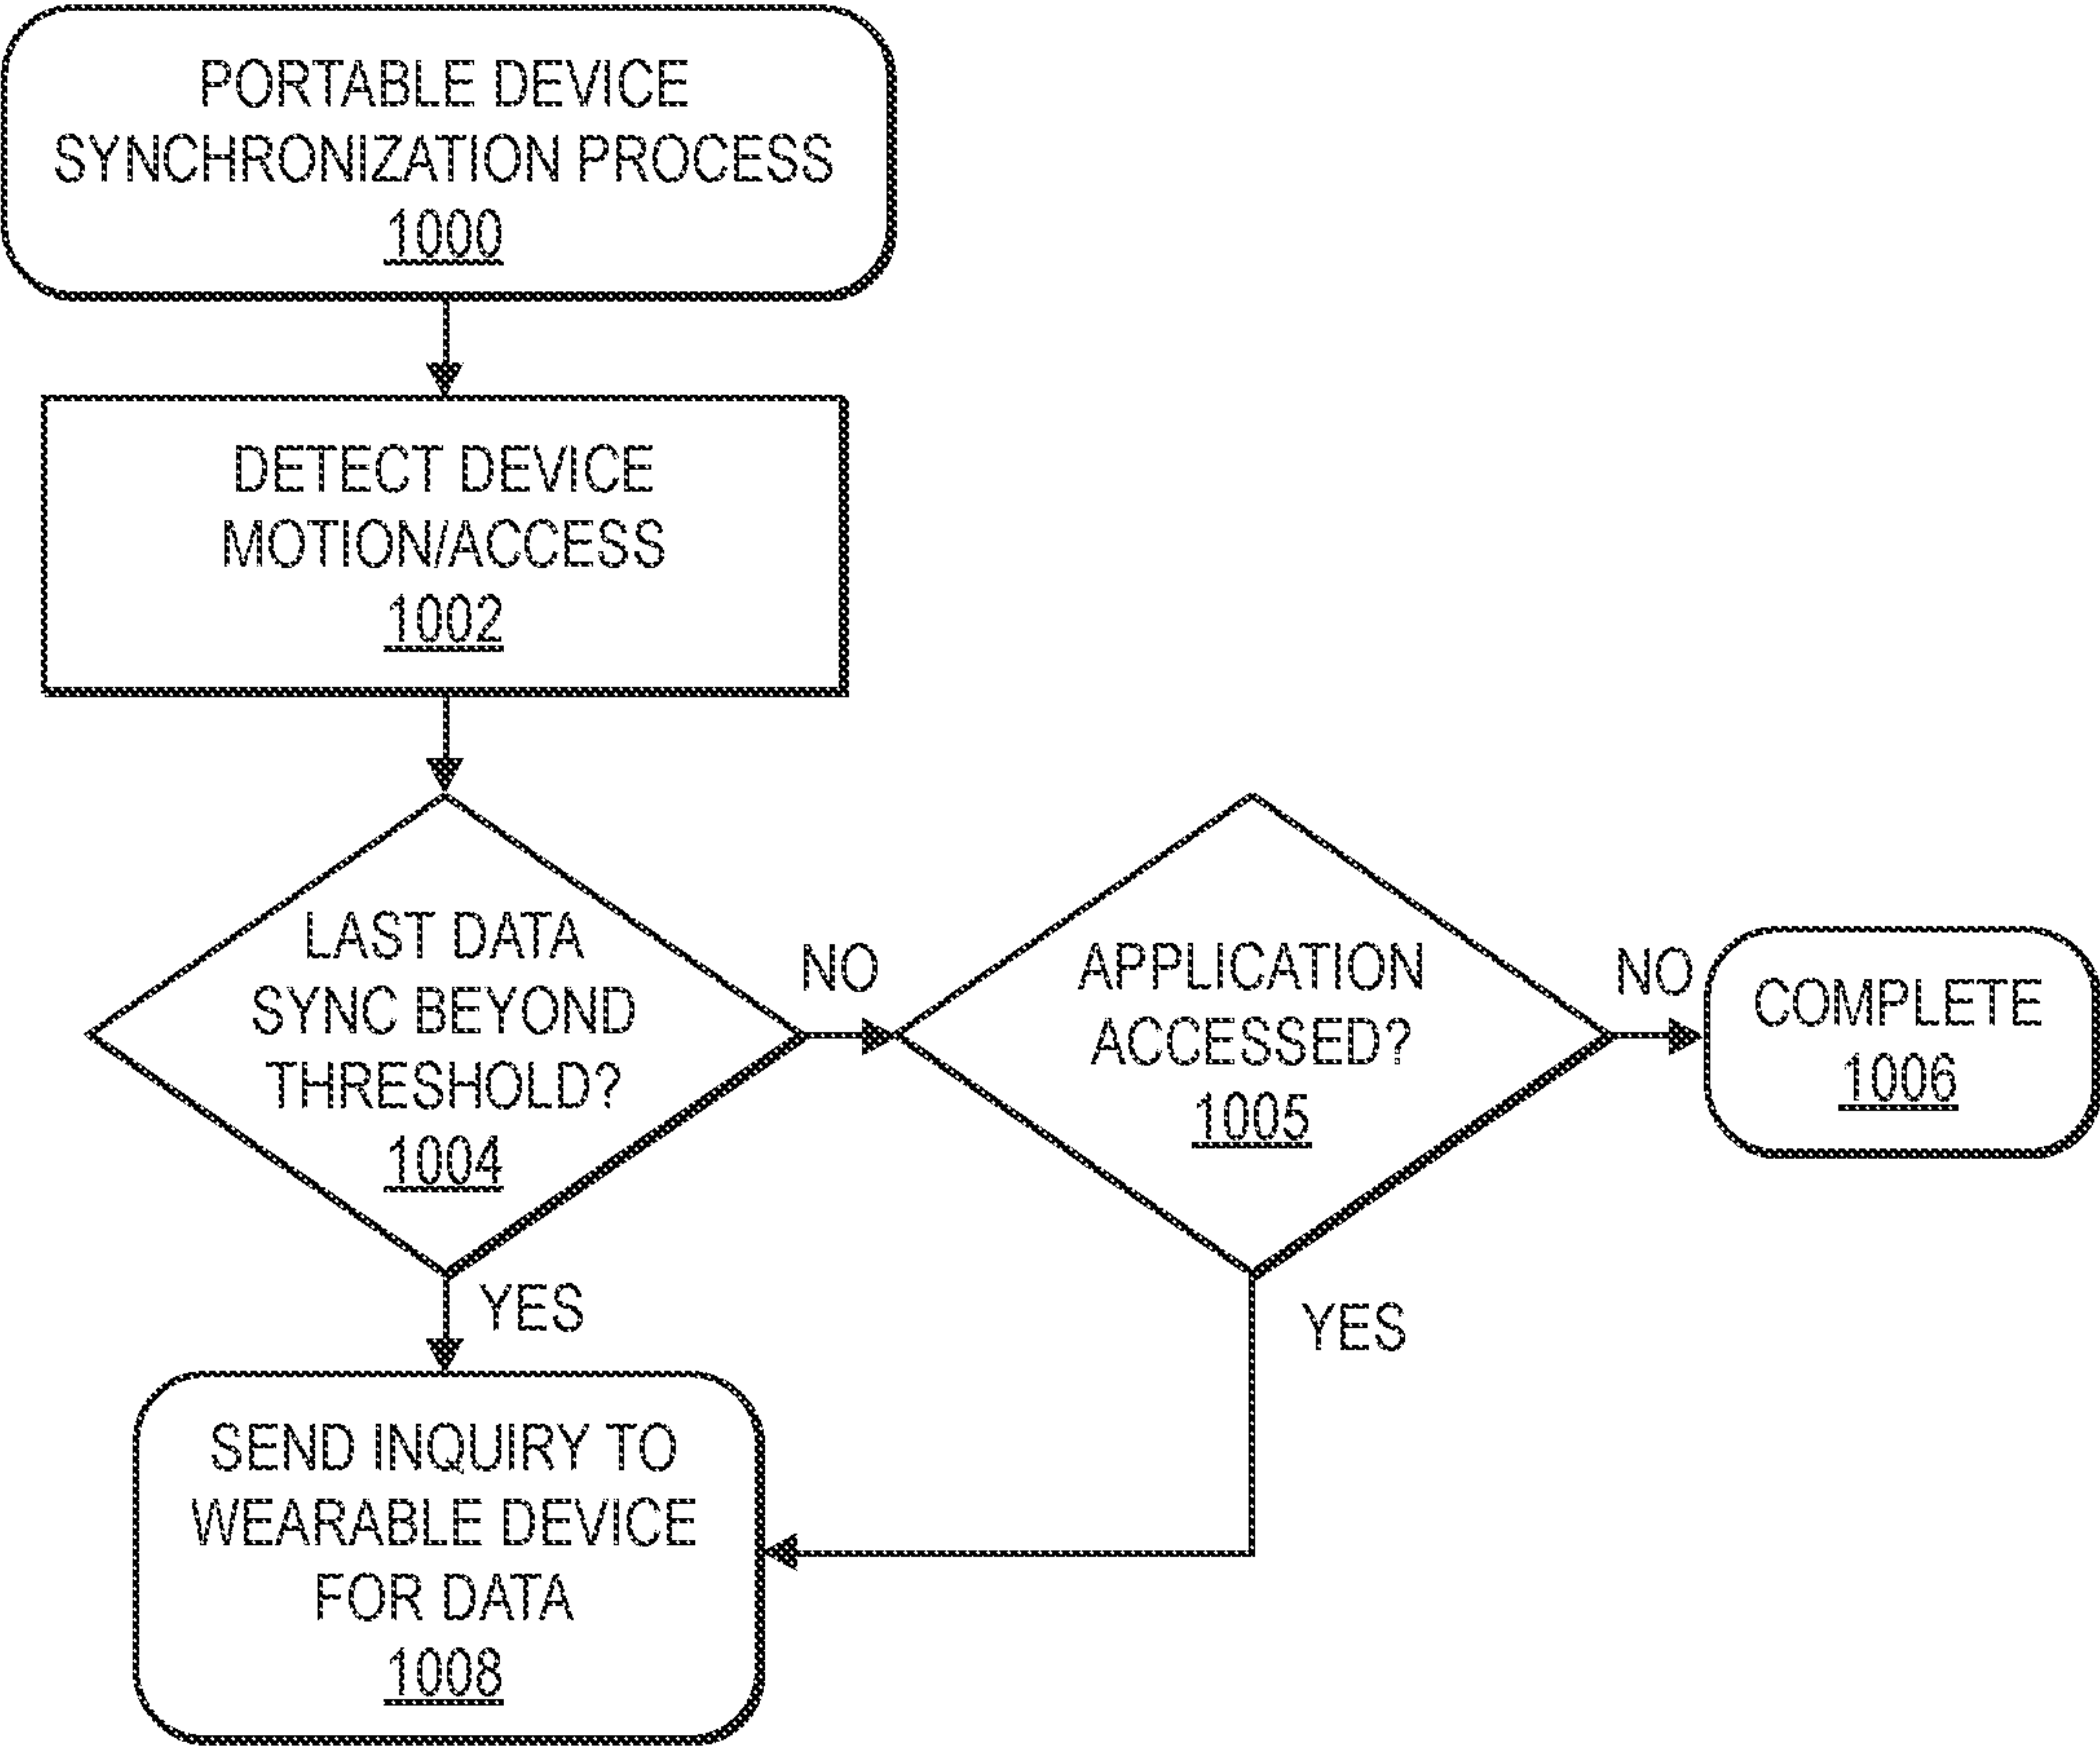 PORTABLE DEVICE
SYNCHRONIZATION PROCESS
1000
DETECT DEVICE
MOTION/ACCESS
1002
LAST DATA
SYNC BEYOND
THRESHOLD?
1004
NO
APPLICATION
ACCESSED?
1005
NO
COMPLETE
1006
YES
YES
SEND INQUIRY TO
WEARABLE DEVICE
FOR DATA
1008